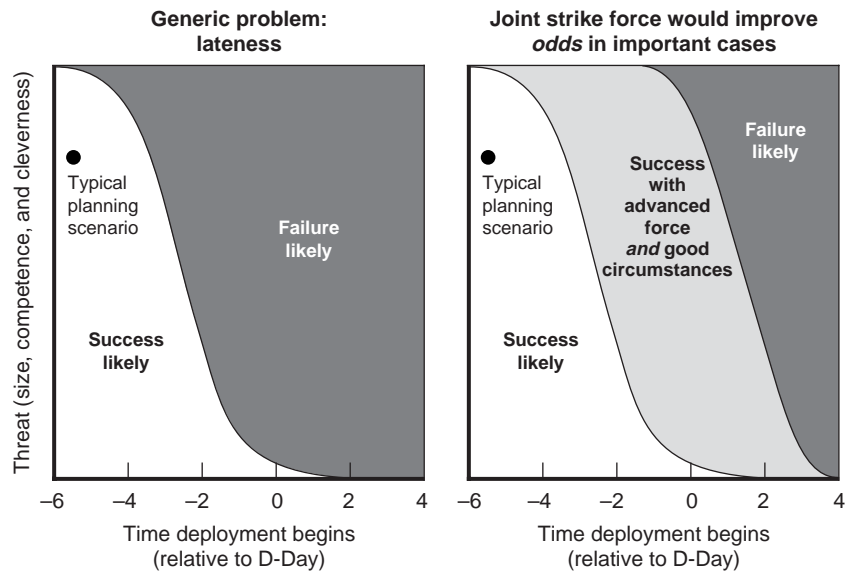 Generic problem:
lateness
Threat (size, competence, and cleverness)
Typical
planning
scenario
Failure
likely
Success
likely
–6
–4
–2
0
2
4
Time deployment begins
(relative to D-Day)
Joint strike force would improve
odds in important cases
Typical
planning
scenario
Success
with
advanced
force
and good
circumstances
Failure
likely
Success
likely
–6
–4
–2
0
2
4
Time deployment begins
(relative to D-Day)